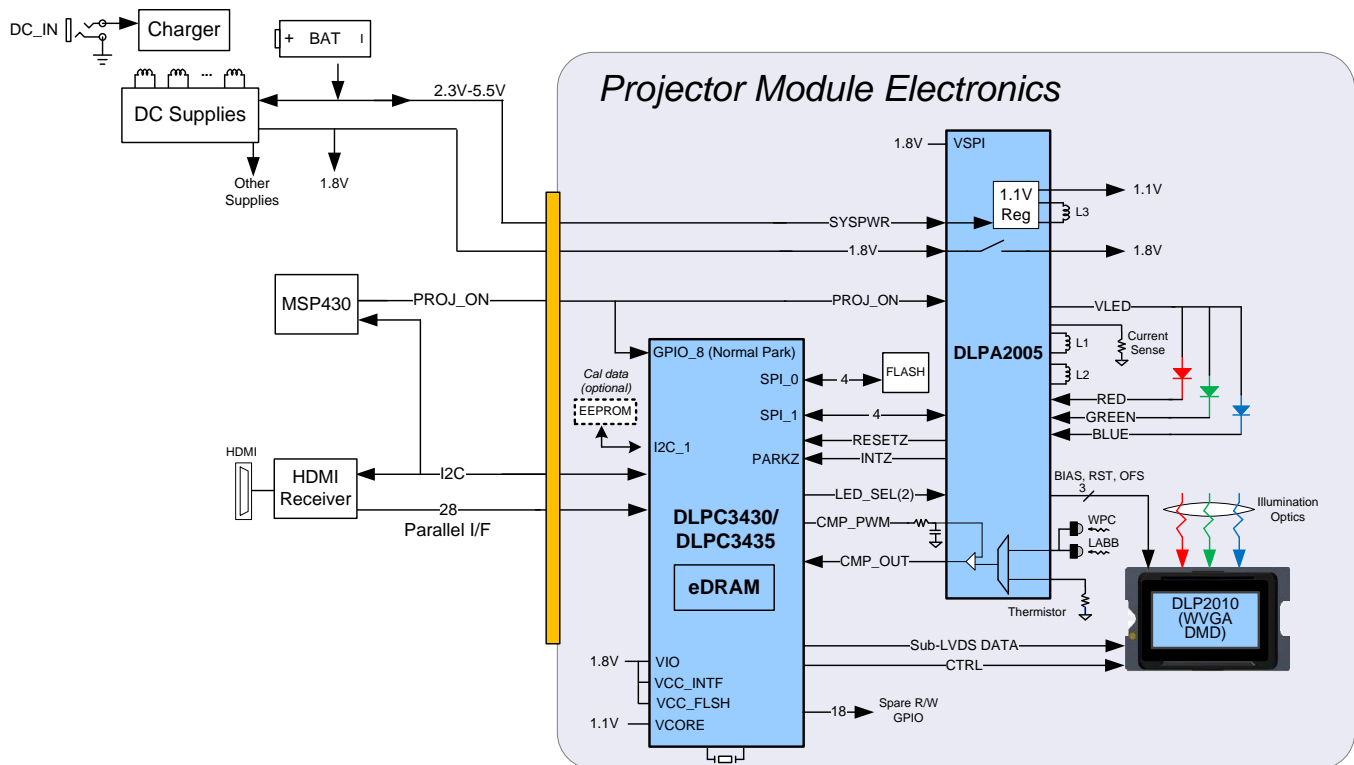 DC_IN
Charger
+ BAT I
DC Supplies
...
2.3V-5.5V
Other
Supplies
1.8V
Projector Module Electronics
1.8V
VSPI
1.1V
Reg
1.1V
L3
SYSPWR
1.8V
1.8V
MSP430
PROJ_ON
PROJ_ON
VLED
DLPA2005
L1
Current
Sense
L2
GPIO_8 (Normal Park)
Cal data
(optional)
EEPROM
SPI_0
4
FLASH
SPI_1
4
RED
GREEN
BLUE
RESETZ
I2C_1
PARKZ
INTZ
HDMI
HDMI
Receiver
I2C
28
Parallel I/F
LED_SEL(2)
BIAS, RST, OFS
3
Illumination
Optics
DLPC3430/
DLPC3435
CMP_PWM
WPC
LABB
CMP_OUT
eDRAM
Thermistor
DLP2010
(WVGA
DMD)
Sub-LVDS DATA
CTRL
1.8V
VIO
VCC_INTF
VCC_FLSH
1.1V
VCORE
18
Spare R/W
GPIO